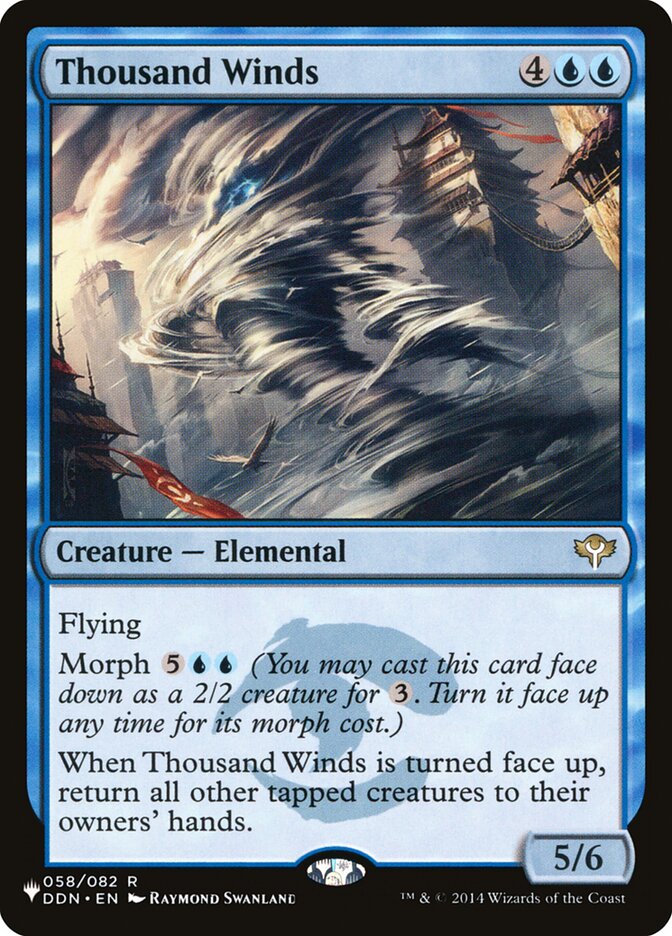 Thousand Winds 4
Creature — Elemental
Flying
Morph 5 (You may cast this card face
down as a 2/2 creature for 3. Turn it face up
any time for its morph cost.)
When Thousand Winds is turned face up,
return all other tapped creatures to their
owners' hands.
5/6
058/082 R
DDN • EN Raymond Swanland
™ & © 2014 Wizards of the Coast